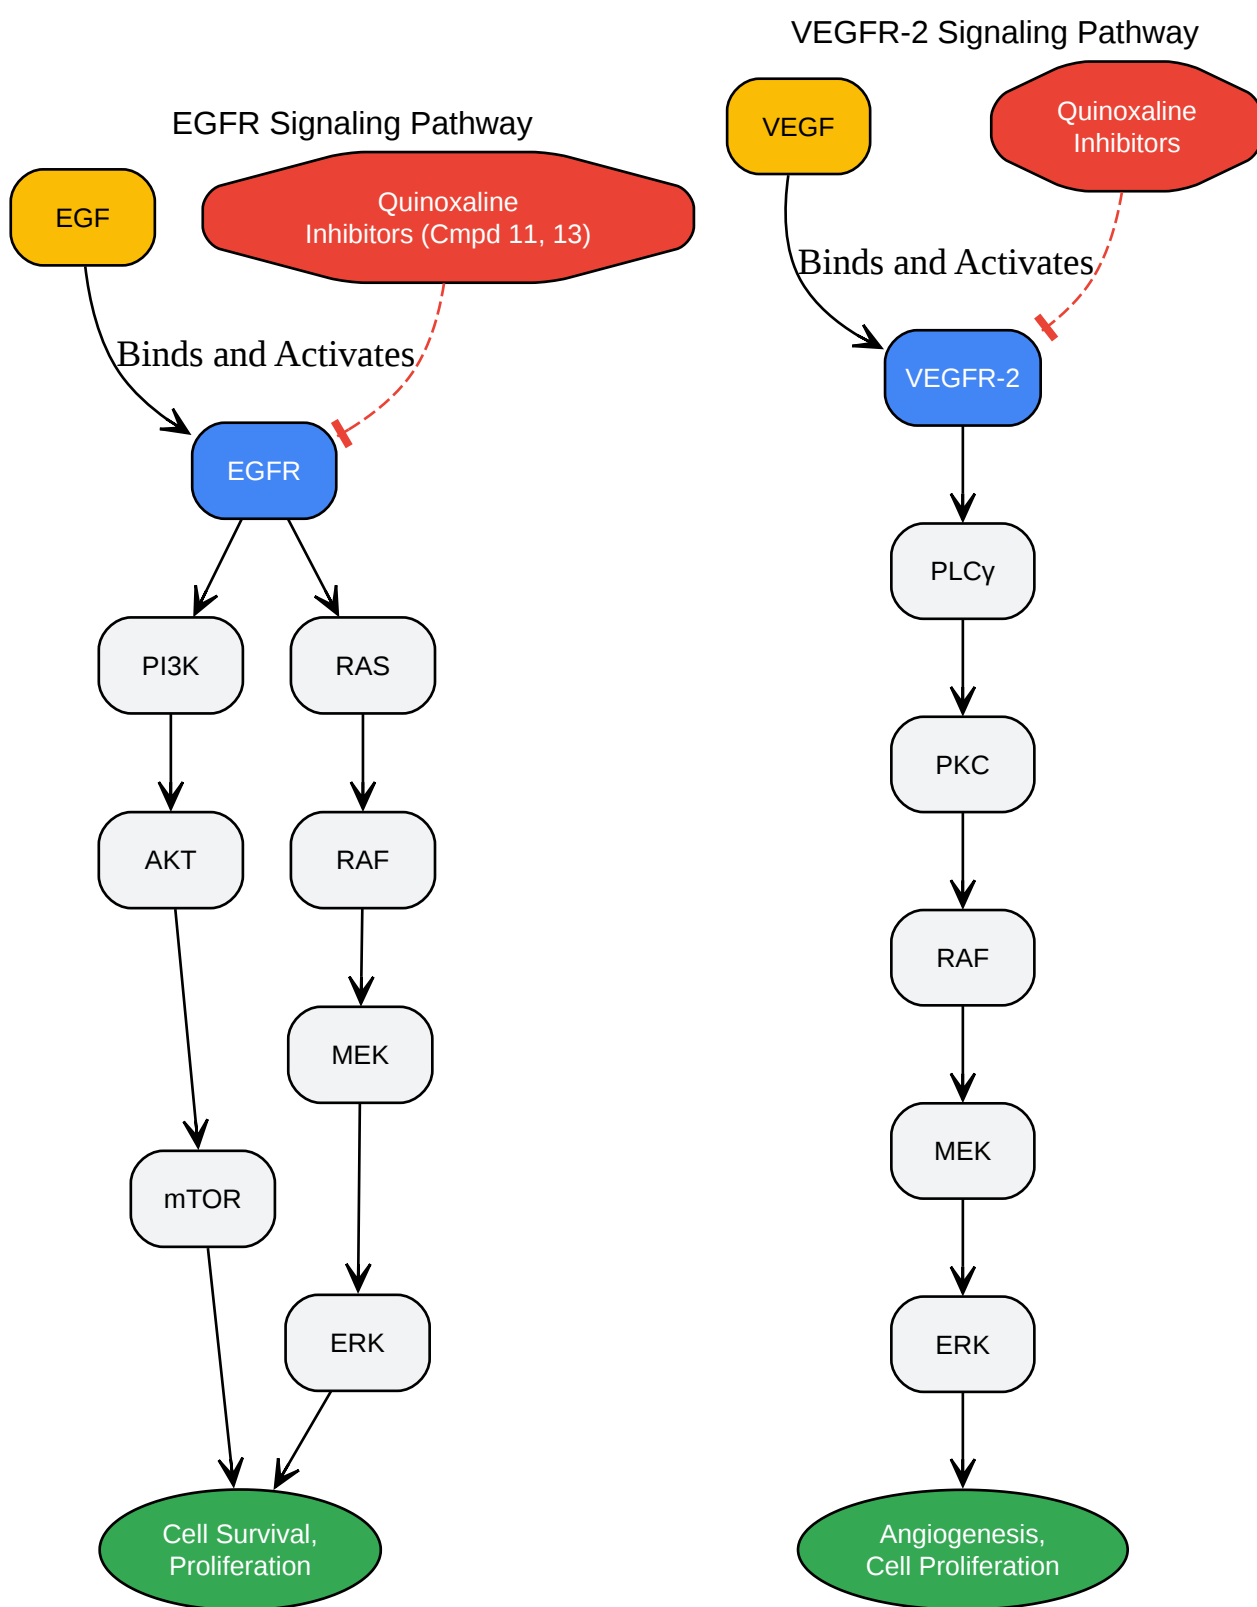 EGFR Signaling Pathway
EGF
Quinoxaline
Inhibitors (Cmpd 11, 13)
Binds and Activates
EGFR
PI3K
RAS
AKT
RAF
MEK
mTOR
ERK
Cell Survival,
Proliferation
VEGFR-2 Signaling Pathway
VEGF
Quinoxaline
Inhibitors
Binds and Activates
VEGFR-2
PLCγ
PKC
RAF
MEK
ERK
Angiogenesis,
Cell Proliferation